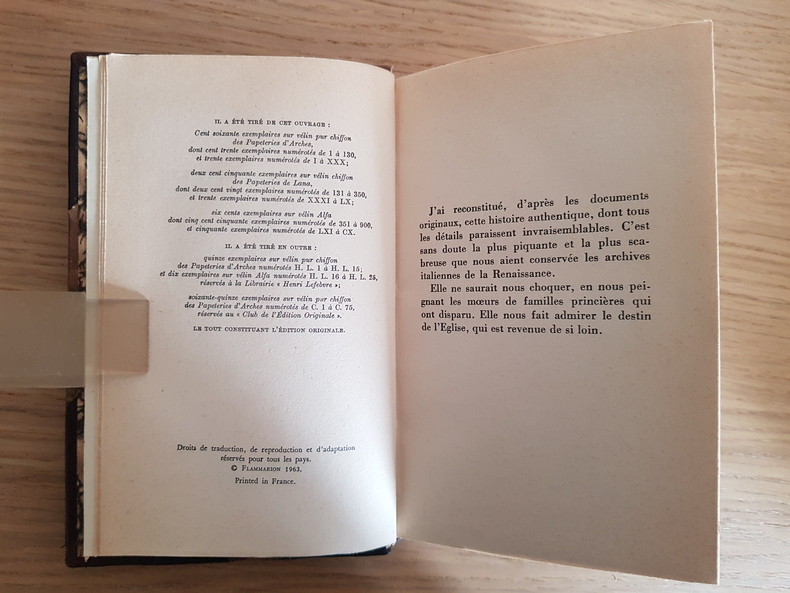 IL A ÉTÉ TIRÉ DE CET OUVRAGE :
Cent soixante exemplaires sur vélin pur chiffon
des Papeteries d'Arches,
dont cent trente exemplaires numérotés de 1 à 130,
et trente exemplaires numérotés de I à XXX;
deux cent cinquante exemplaires sur vélin chiffon
des Papeteries de Lana,
dont deux cent vingt exemplaires numérotés de 131 à 350,
et trente exemplaires numérotés de XXXI à LX;
six cents exemplaires sur vélin Alfa
dont cinq cent cinquante exemplaires numérotés de 351 à 900,
et cinquante exemplaires numérotés de LXI à CX.
IL A ÉTÉ TIRÉ EN OUTRE :
quinze exemplaires sur vélin pur chiffon
des Papeteries d'Arches numérotés H. L. 1 à H. L. 15;
et dix exemplaires sur vélin Alfa numérotés H. L. 16 à H. L. 25,
réservés à la Librairie « Henri Lefebvre »;
soixante-quinze exemplaires sur vélin pur chiffon
des Papeteries d'Arches numérotés de C. 1 à C. 75,
réservés au « Club de l'Édition Originale ».
LE TOUT CONSTITUANT L'ÉDITION ORIGINALE.
Droits de traduction, de reproduction et d'adaptation
réservés pour tous les pays.
© FLAMMARION 1963.
Printed in France.
J'ai reconstitué, d'après les documents
originaux, cette histoire authentique, dont tous
les détails paraissent invraisemblables. C'est
sans doute la plus piquante et la plus sca-
breuse que nous aient conservée les archives
italiennes de la Renaissance.
Elle ne saurait nous choquer, en nous pei-
gnant les mœurs de familles princières qui
ont disparu. Elle nous fait admirer le destin
de l'Eglise, qui est revenue de si loin.